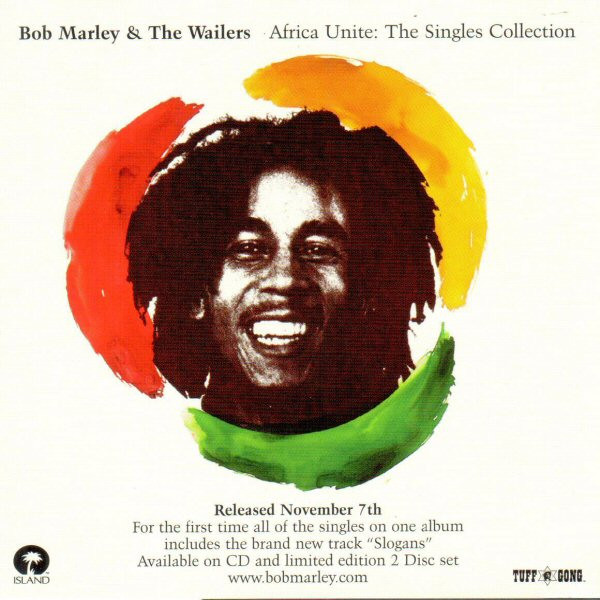 Bob Marley & The Wailers Africa Unite: The Singles Collection
Released November 7th
For the first time all of the singles on one album
includes the brand new track “Slogans”
Available on CD and limited edition 2 Disc set
www.bobmarley.com
ISLAND
TUFF GONG